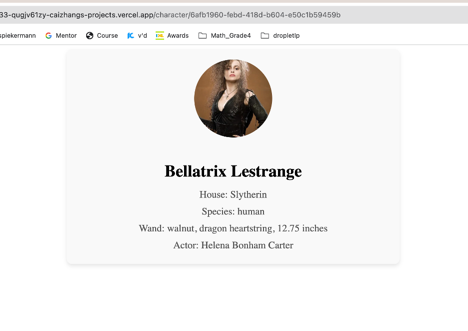 33-qugjv61zy-caizhangs-projects.vercel.app/character/6afb1960-febd-418d-b604-e50c1b59459b
spiekermann Mentor Course v'd Awards Math_Grade4 dropletIp
Bellatrix Lestrange
House: Slytherin
Species: human
Wand: walnut, dragon heartstring, 12.75 inches
Actor: Helena Bonham Carter